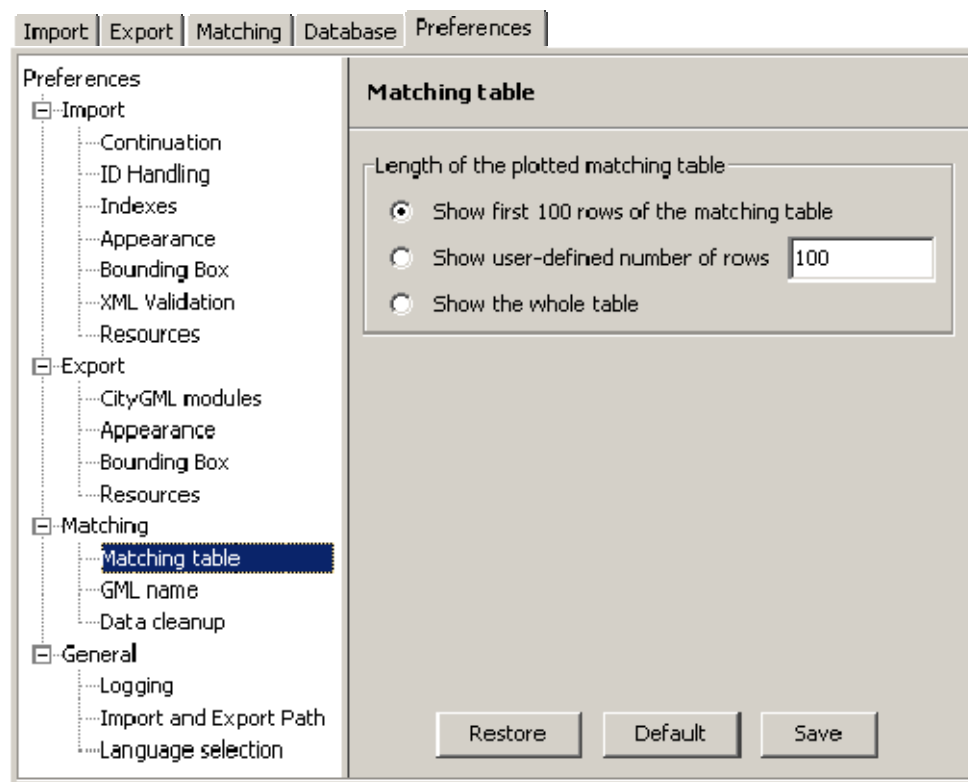 Import Export Matching Database Preferences
Preferences
Import
Continuation
ID Handling
Indexes
Appearance
Bounding Box
XML Validation
Resources
Export
CityGML modules
Appearance
Bounding Box
Resources
Matching
Matching table
GML name
Data cleanup
General
Logging
Import and Export Path
Language selection
Matching table
Length of the plotted matching table
Show first 100 rows of the matching table
Show user-defined number of rows 100
Show the whole table
Restore Default Save